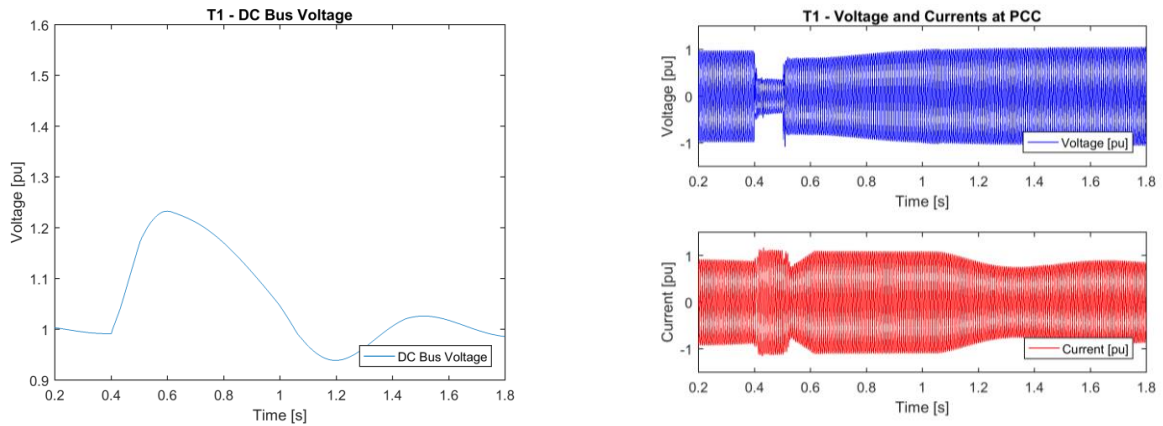 T1 - DC Bus Voltage
1.6
1.5
1.4
1.3
1.2
1.1
1
0.9
Voltage [pu]
DC Bus Voltage
0.2 0.4 0.6 0.8 1 1.2 1.4 1.6 1.8
Time [s]
T1 - Voltage and Currents at PCC
1
0
-1
Voltage [pu]
Voltage [pu]
0.2 0.4 0.6 0.8 1 1.2 1.4 1.6 1.8
Time [s]
1
0
-1
Current [pu]
Current [pu]
0.2 0.4 0.6 0.8 1 1.2 1.4 1.6 1.8
Time [s]